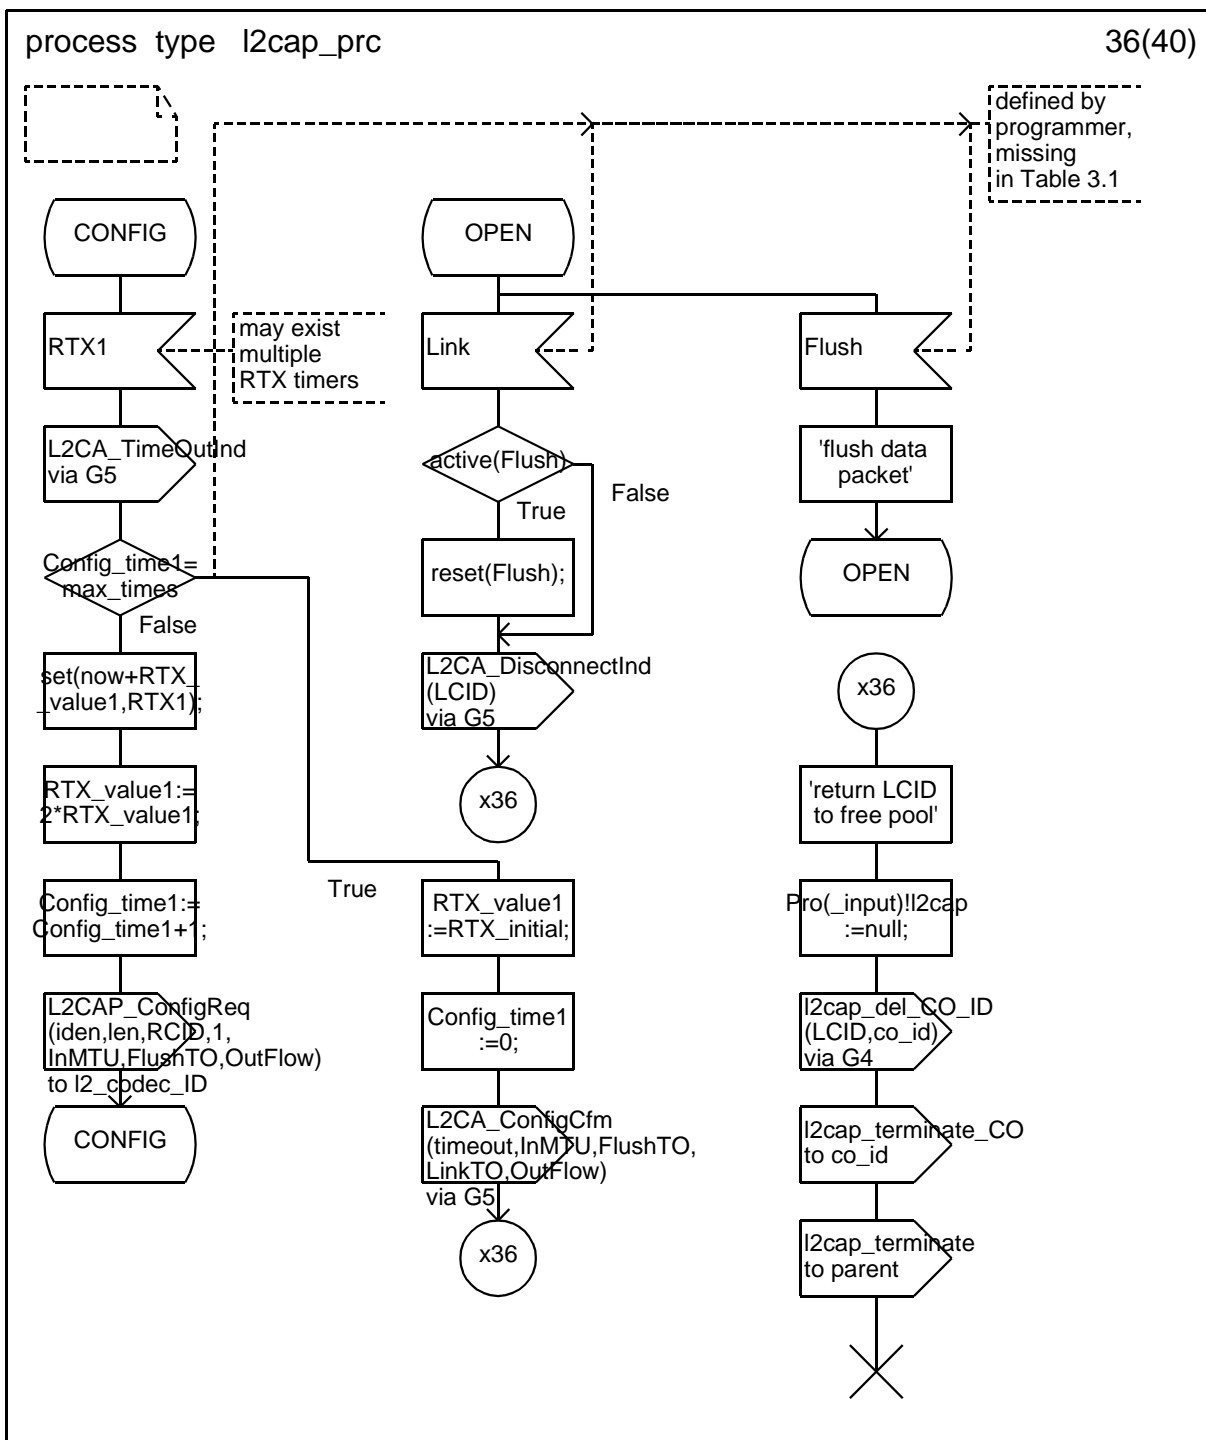 process type l2cap_prc
36(40)
defined by
programmer,
missing
in Table 3.1
CONFIG
RTX1
may exist
multiple
RTX timers
L2CA_TimeOutInd
via G5
Config_time1=
max_times
False
set(now+RTX_
_value1,RTX1);
RTX_value1:=
2*RTX_value1;
Config_time1:=
Config_time1+1;
L2CAP_ConfigReq
(iden,len,RCID,1,
InMTU,FlushTO,OutFlow)
to l2_codec_ID
CONFIG
True
OPEN
Link
active(Flush)
True
False
reset(Flush);
L2CA_DisconnectInd
(LCID)
via G5
x36
RTX_value1
:=RTX_initial;
Config_time1
:=0;
L2CA_ConfigCfm
(timeout,InMTU,FlushTO,
LinkTO,OutFlow)
via G5
x36
Flush
'flush data
packet'
OPEN
x36
'return LCID
to free pool'
Pro(_input)!l2cap
:=null;
l2cap_del_CO_ID
(LCID,co_id)
via G4
l2cap_terminate_CO
to co_id
l2cap_terminate
to parent